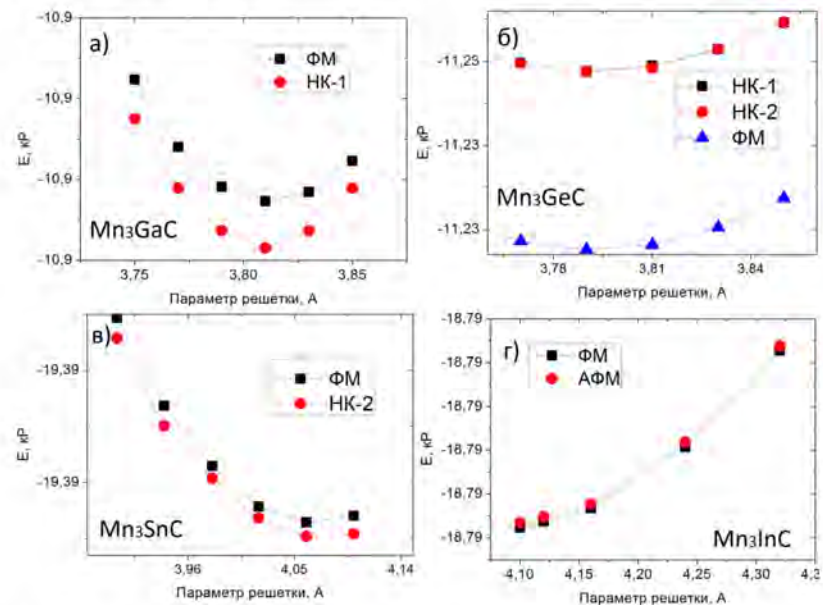 а)
ФМ
НК-1
-10,9
-10,9
-10,9
-10,9
E, кР
Mn₃GaC
3,75 3,80 3,85
Параметр решетки, А
б)
НК-1
НК-2
ФМ
-11,23
-11,23
-11,23
E, кР
Mn₃GeC
3,78 3,81 3,84
Параметр решетки, А
в)
ФМ
НК-2
-19,39
-19,39
E, кР
Mn₃SnC
3,96 4,05 4,14
Параметр решетки, А
г)
ФМ
АФМ
-18,79
-18,79
-18,79
-18,79
-18,79
-18,79
E, кР
Mn₃InC
4,10 4,15 4,20 4,25 4,30 4,3
Параметр решетки, А